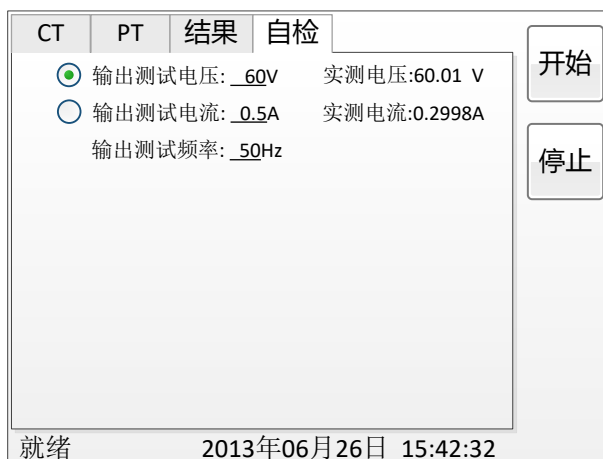 CT PT 结果 自检
输出测试电压: 60V 实测电压:60.01 V
输出测试电流: 0.5A 实测电流:0.2998A
输出测试频率: 50Hz
开始
停止
就绪 2013年06月26日 15:42:32